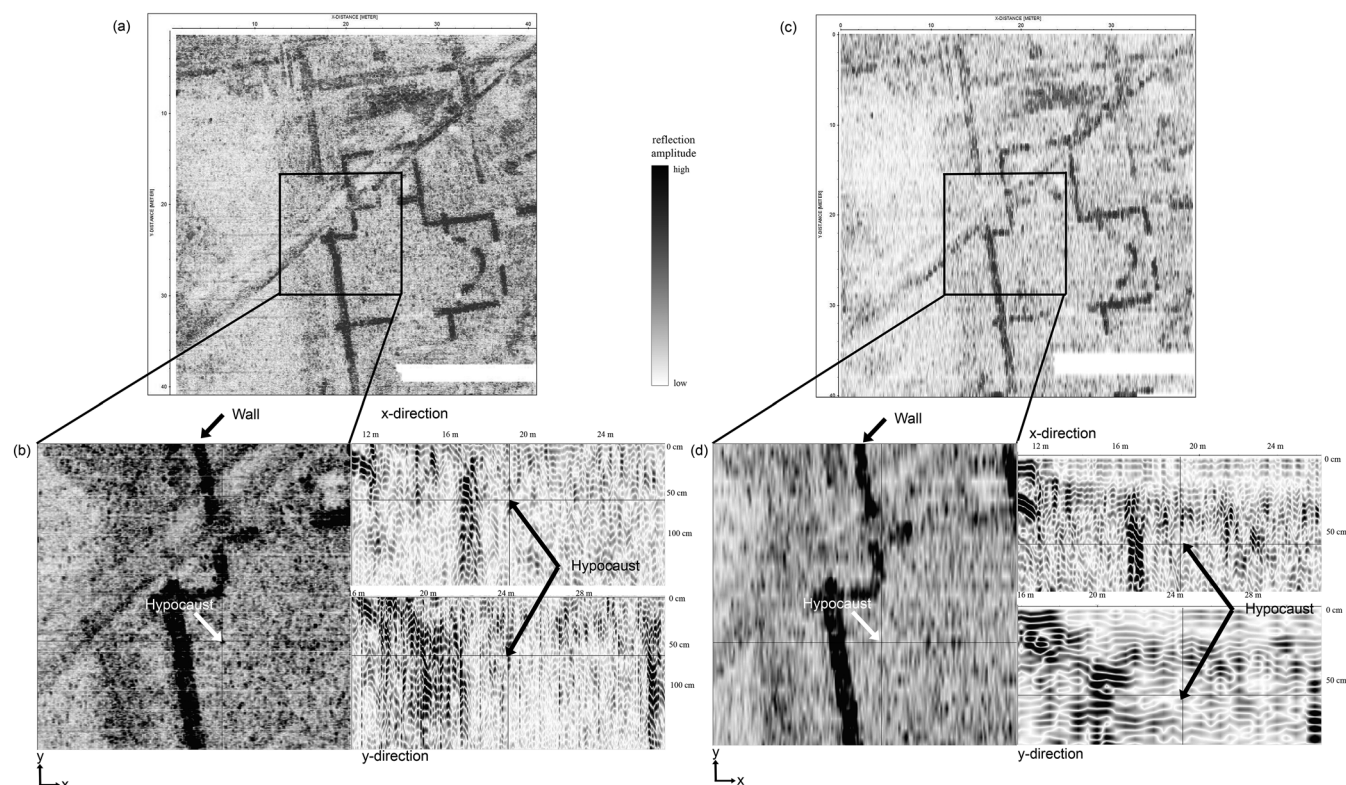 (a)
X-DISTANCE [METER]
10 20 30 40
Y-DISTANCE [METER]
10
20
30
40
reflection
amplitude
high
low
(c)
X-DISTANCE [METER]
0 10 20 30
Y-DISTANCE [METER]
0
10
20
30
40
Wall
x-direction
(b)
12 m 16 m 20 m 24 m
0 cm
50 cm
100 cm
Hypocaust
Hypocaust
16 m 20 m 24 m 28 m
0 cm
50 cm
100 cm
y-direction
y
x
Wall
x-direction
(d)
12 m 16 m 20 m 24 m
0 cm
50 cm
Hypocaust
Hypocaust
16 m 20 m 24 m 28 m
0 cm
50 cm
y-direction
y
x